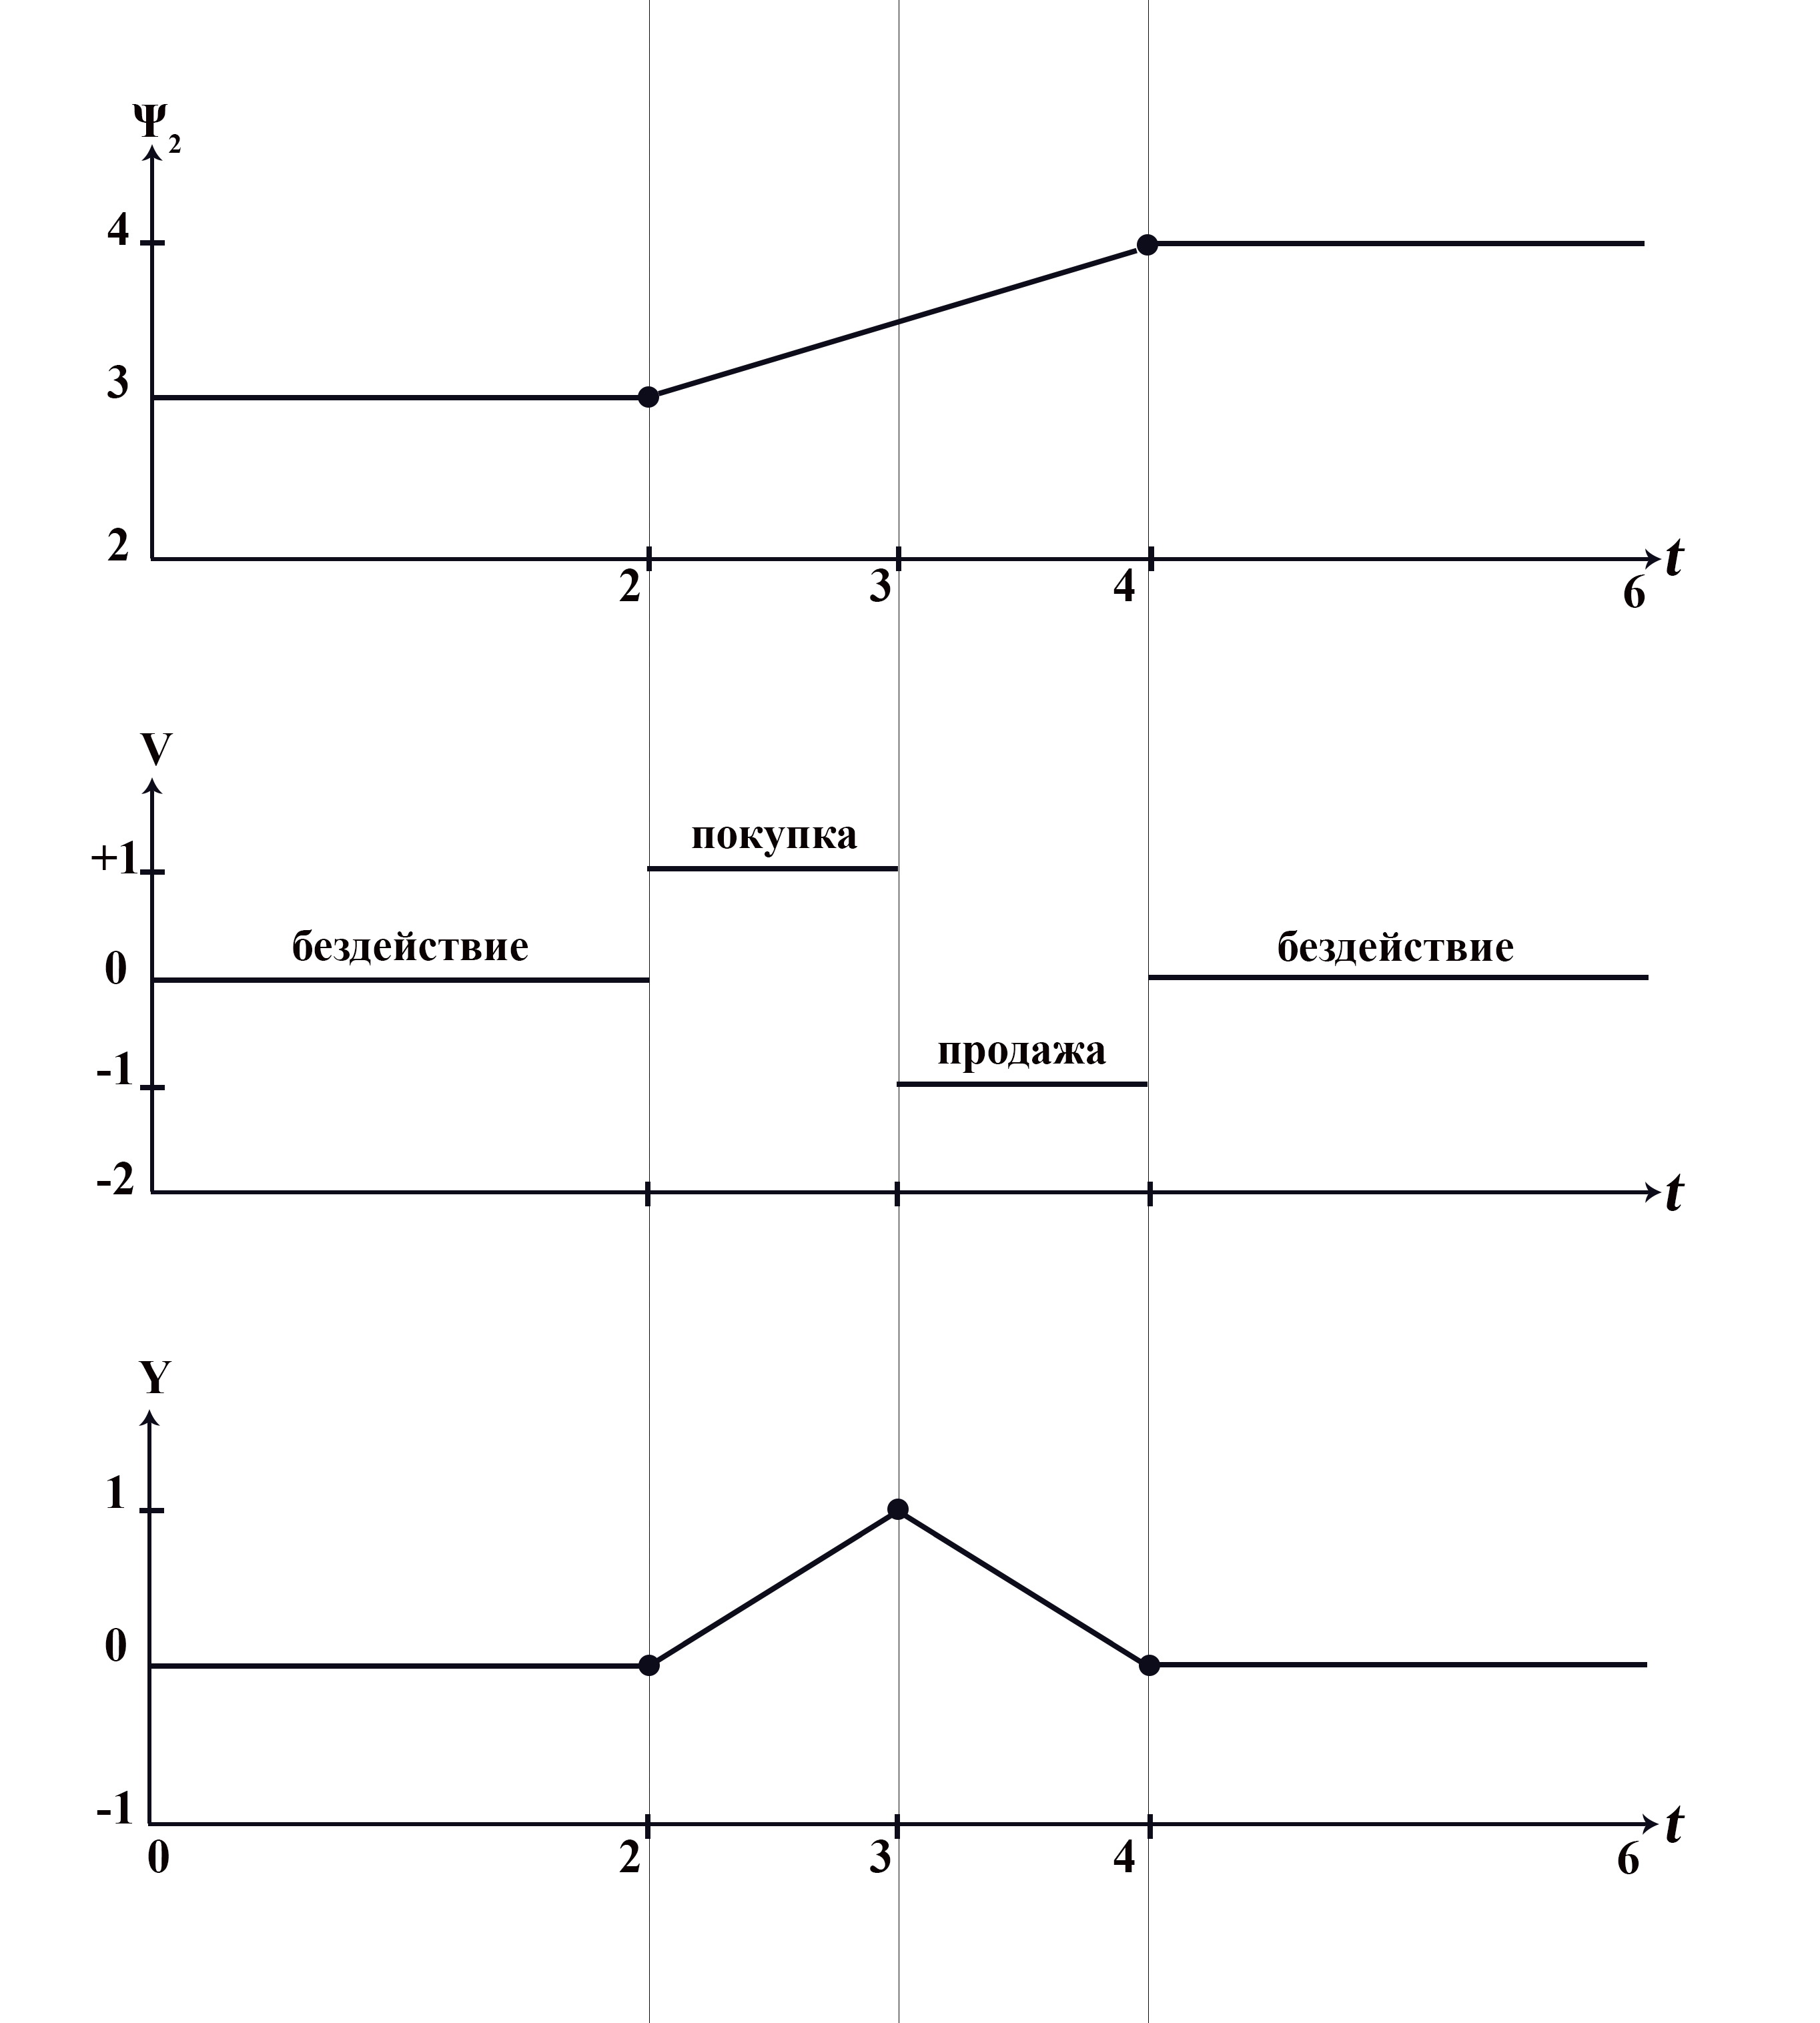 Ψ₂
4
3
2
2 3 4 6 t
V
+1
покупка
бездействие
бездействие
0
продажа
-1
-2
t
Y
1
0
-1
0 2 3 4 6 t